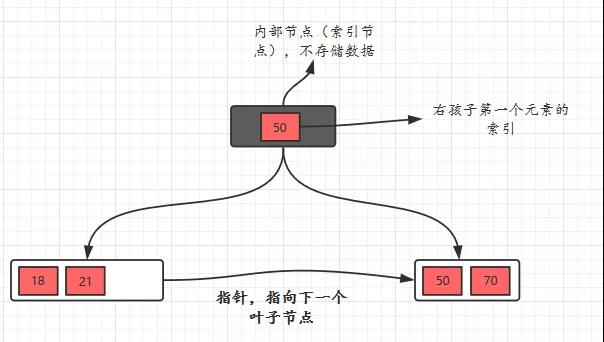 内部节点（索引节
点），不存储数据
50
右孩子第一个元素的
索引
18
21
50
70
指针，指向下一个
叶子节点